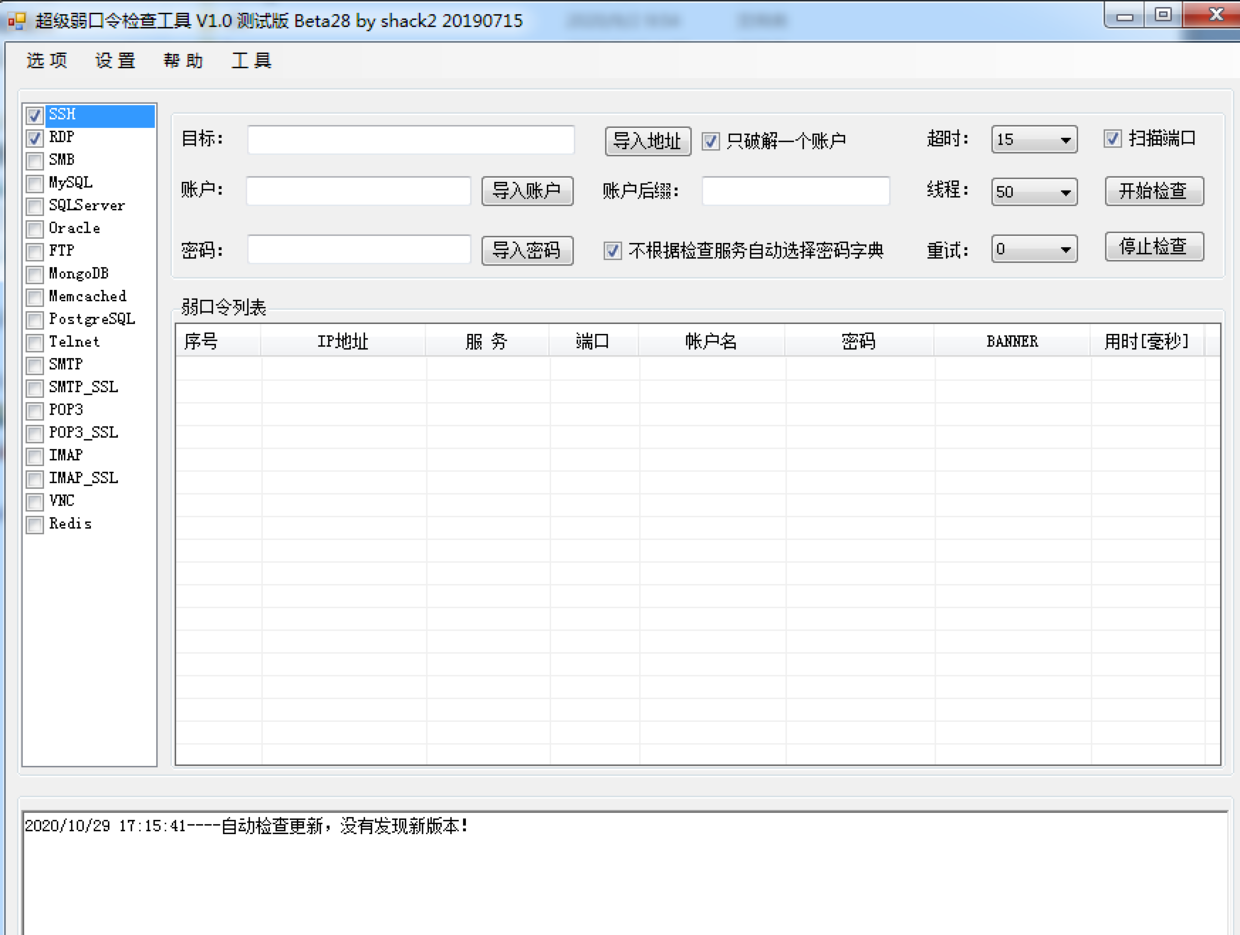 超级弱口令检查工具 V1.0 测试版 Beta28 by shack2 20190715
选项 设置 帮助 工具
SSH
RDP
SMB
MySQL
SQLServer
Oracle
FTP
MongoDB
Memcached
PostgreSQL
Telnet
SMTP
SMTP_SSL
POP3
POP3_SSL
IMAP
IMAP_SSL
VNC
Redis
目标: 导入地址 只破解一个账户 超时: 15 扫描端口
账户: 导入账户 账户后缀: 线程: 50 开始检查
密码: 导入密码 不根据检查服务自动选择密码字典 重试: 0 停止检查
弱口令列表
序号 IP地址 服 务 端口 帐户名 密码 BANNER 用时[毫秒]
2020/10/29 17:15:41----自动检查更新，没有发现新版本!